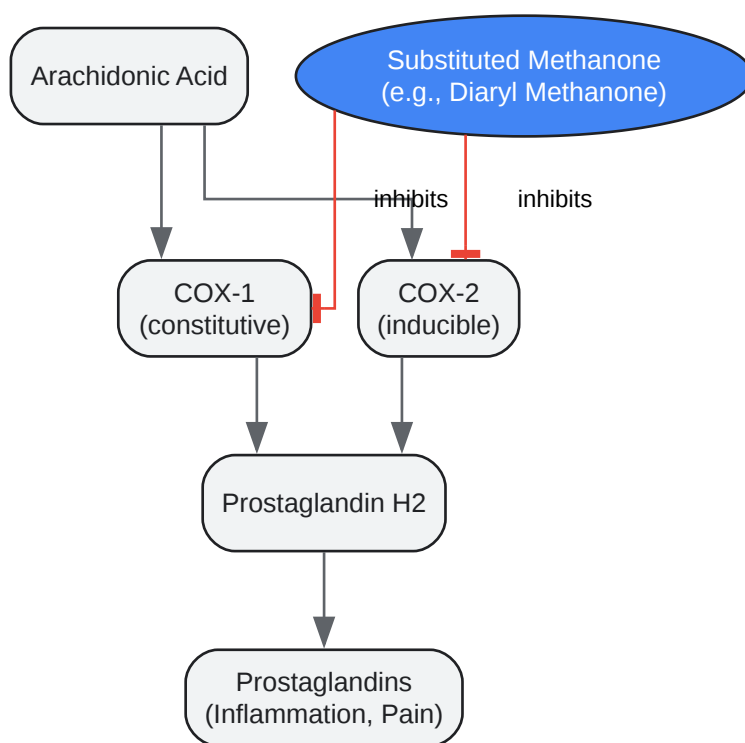 Arachidonic Acid
Substituted Methanone
(e.g., Diaryl Methanone)
inhibits
inhibits
COX-1
(constitutive)
COX-2
(inducible)
Prostaglandin H2
Prostaglandins
(Inflammation, Pain)